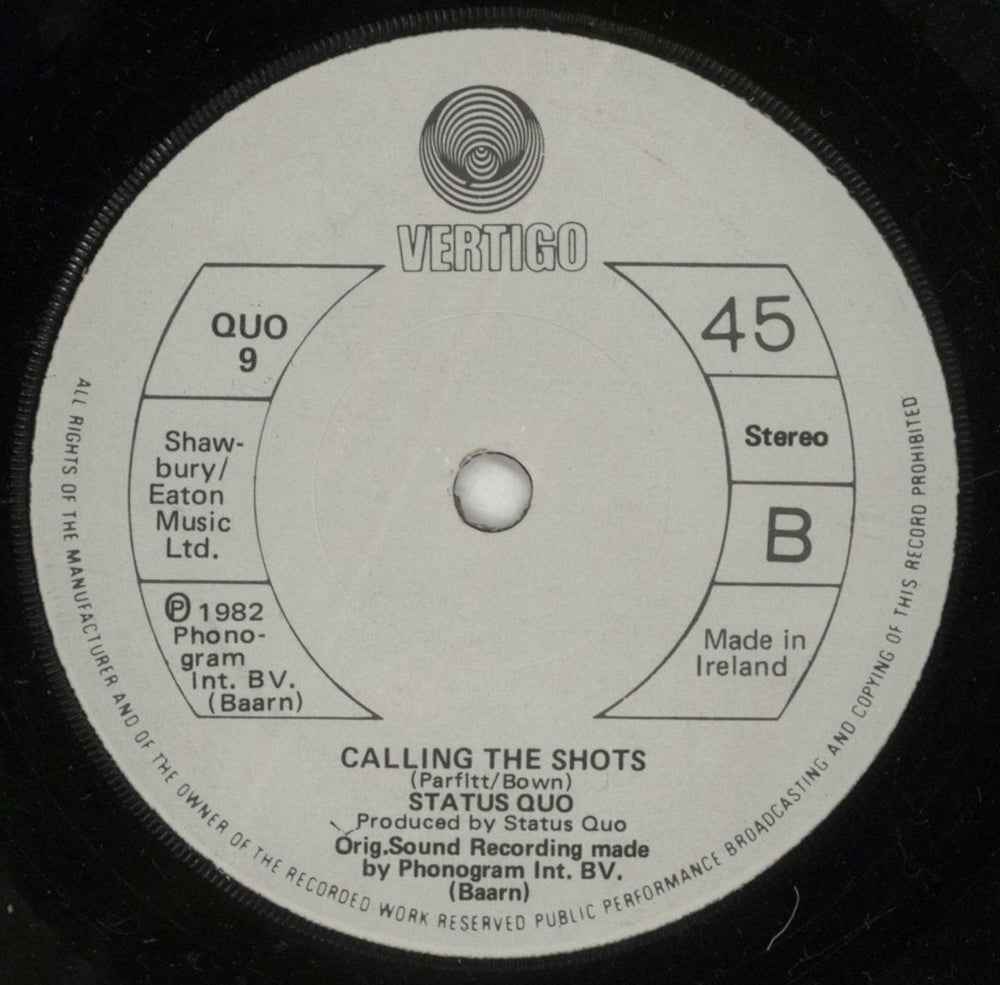 VERTIGO
QUO
9
Shaw-
bury/
Eaton
Music
Ltd.
℗ 1982
Phono-
gram
Int. BV.
(Baarn)
45
Stereo
B
Made in
Ireland
CALLING THE SHOTS
(Parfitt/Bown)
STATUS QUO
Produced by Status Quo
Orig.Sound Recording made
by Phonogram Int. BV.
(Baarn)
ALL RIGHTS OF THE MANUFACTURER AND OF THE OWNER OF THE RECORDED WORK RESERVED PUBLIC PERFORMANCE BROADCASTING AND COPYING OF THIS RECORD PROHIBITED